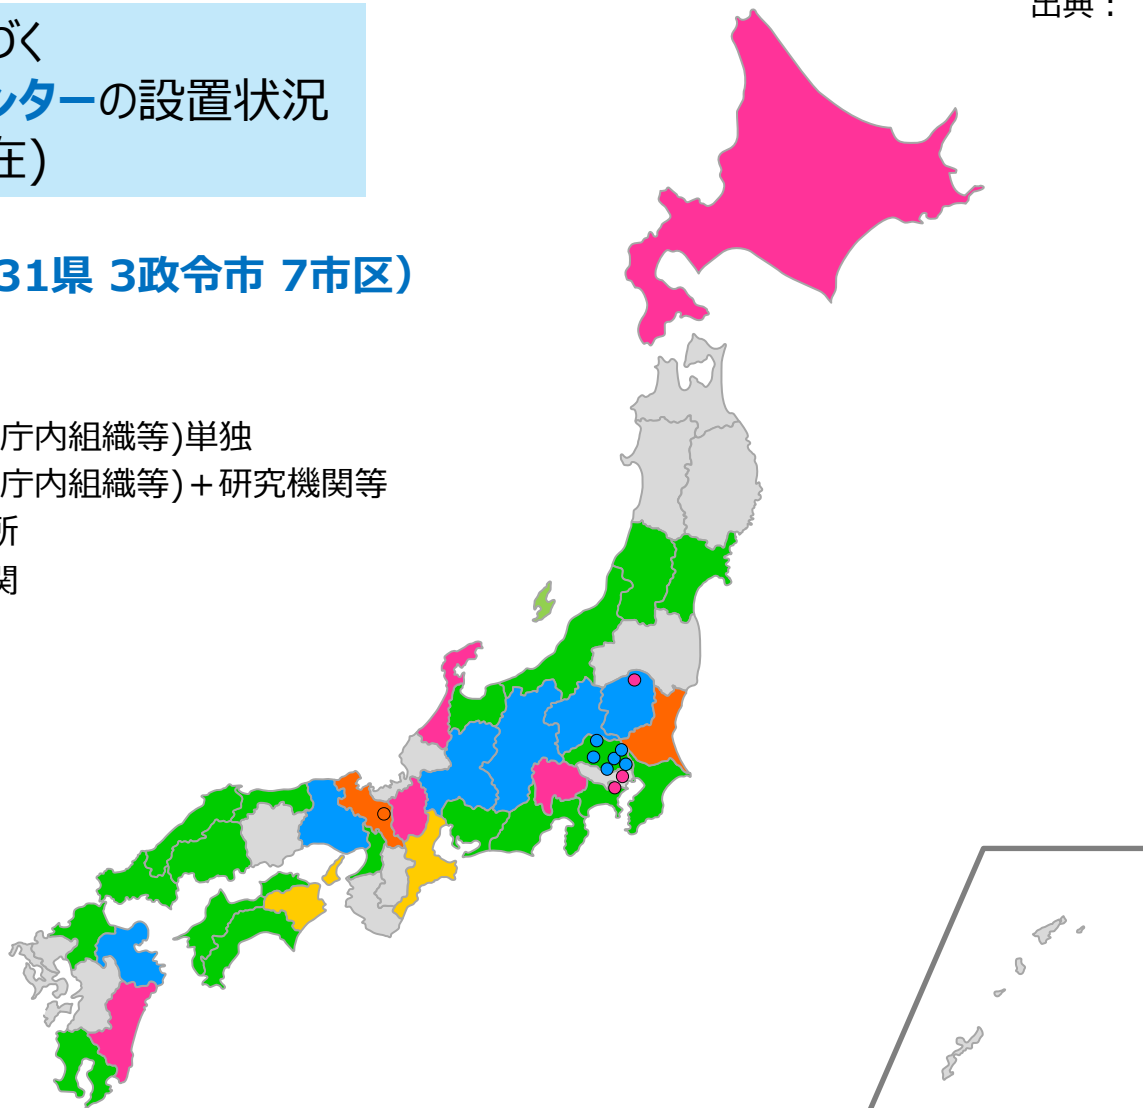 出典：
づく
ンターの設置状況
在)
31県 3政令市 7市区）
庁内組織等)単独
庁内組織等)＋研究機関等
所
関